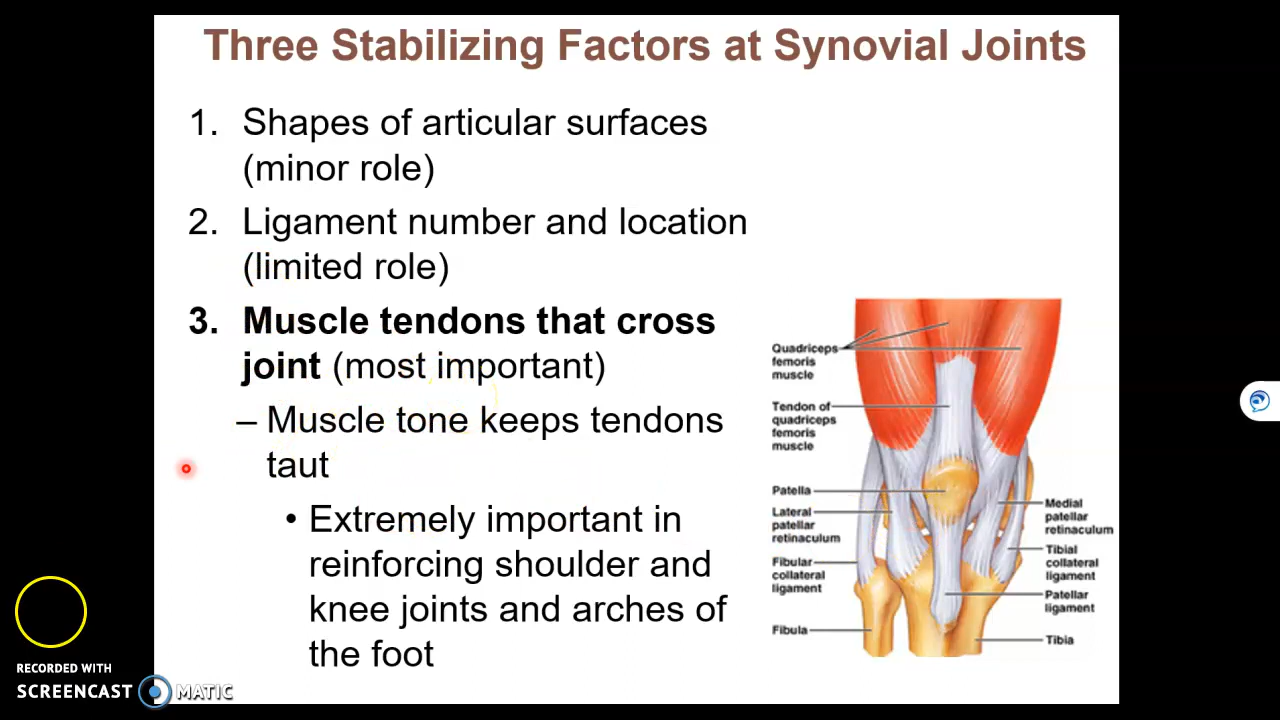 Three Stabilizing Factors at Synovial Joints
1. Shapes of articular surfaces
(minor role)
2. Ligament number and location
(limited role)
3. Muscle tendons that cross
joint (most important)
– Muscle tone keeps tendons
taut
• Extremely important in
reinforcing shoulder and
knee joints and arches of
the foot
Quadriceps
femoris
muscle
Tendon of
quadriceps
femoris
muscle
Patella
Lateral
patellar
retinaculum
Fibular
collateral
ligament
Fibula
Medial
patellar
retinaculum
Tibial
collateral
ligament
Patellar
ligament
Tibia
RECORDED WITH
SCREENCAST MATIC